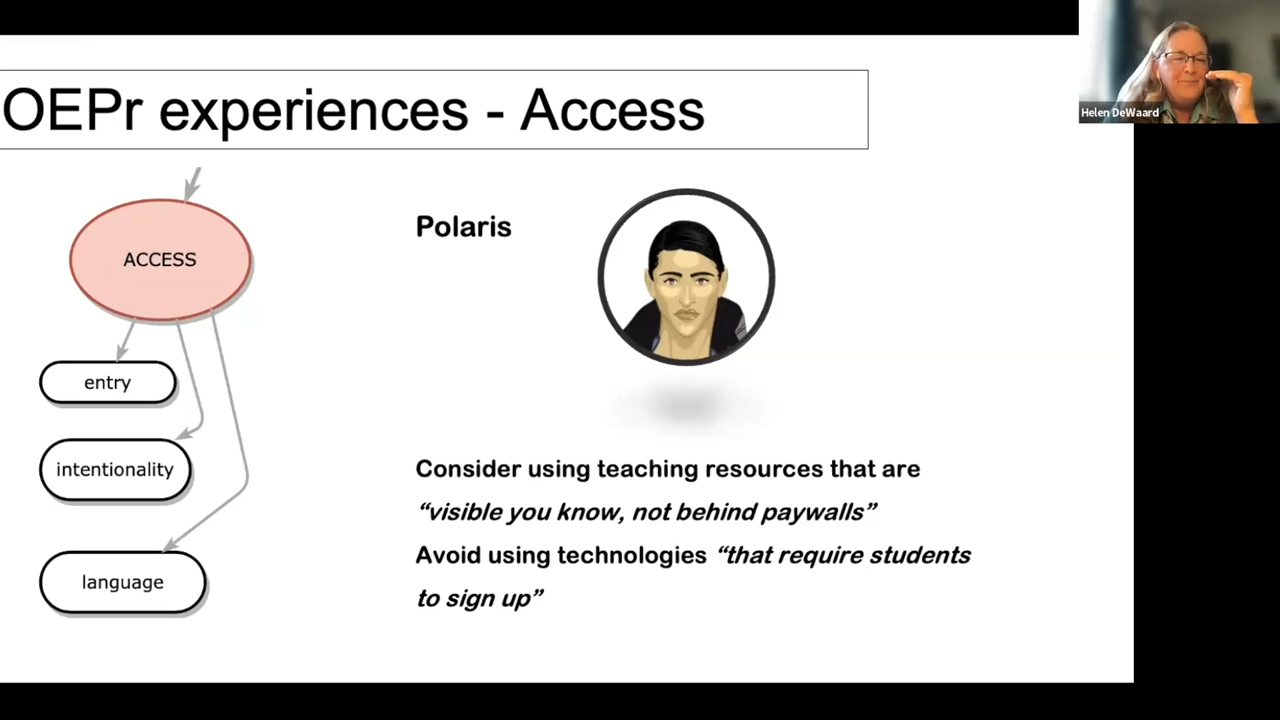 OEPr experiences - Access
Helen DeWaard
ACCESS
entry
intentionality
language
Polaris
Consider using teaching resources that are
“visible you know, not behind paywalls”
Avoid using technologies “that require students
to sign up”